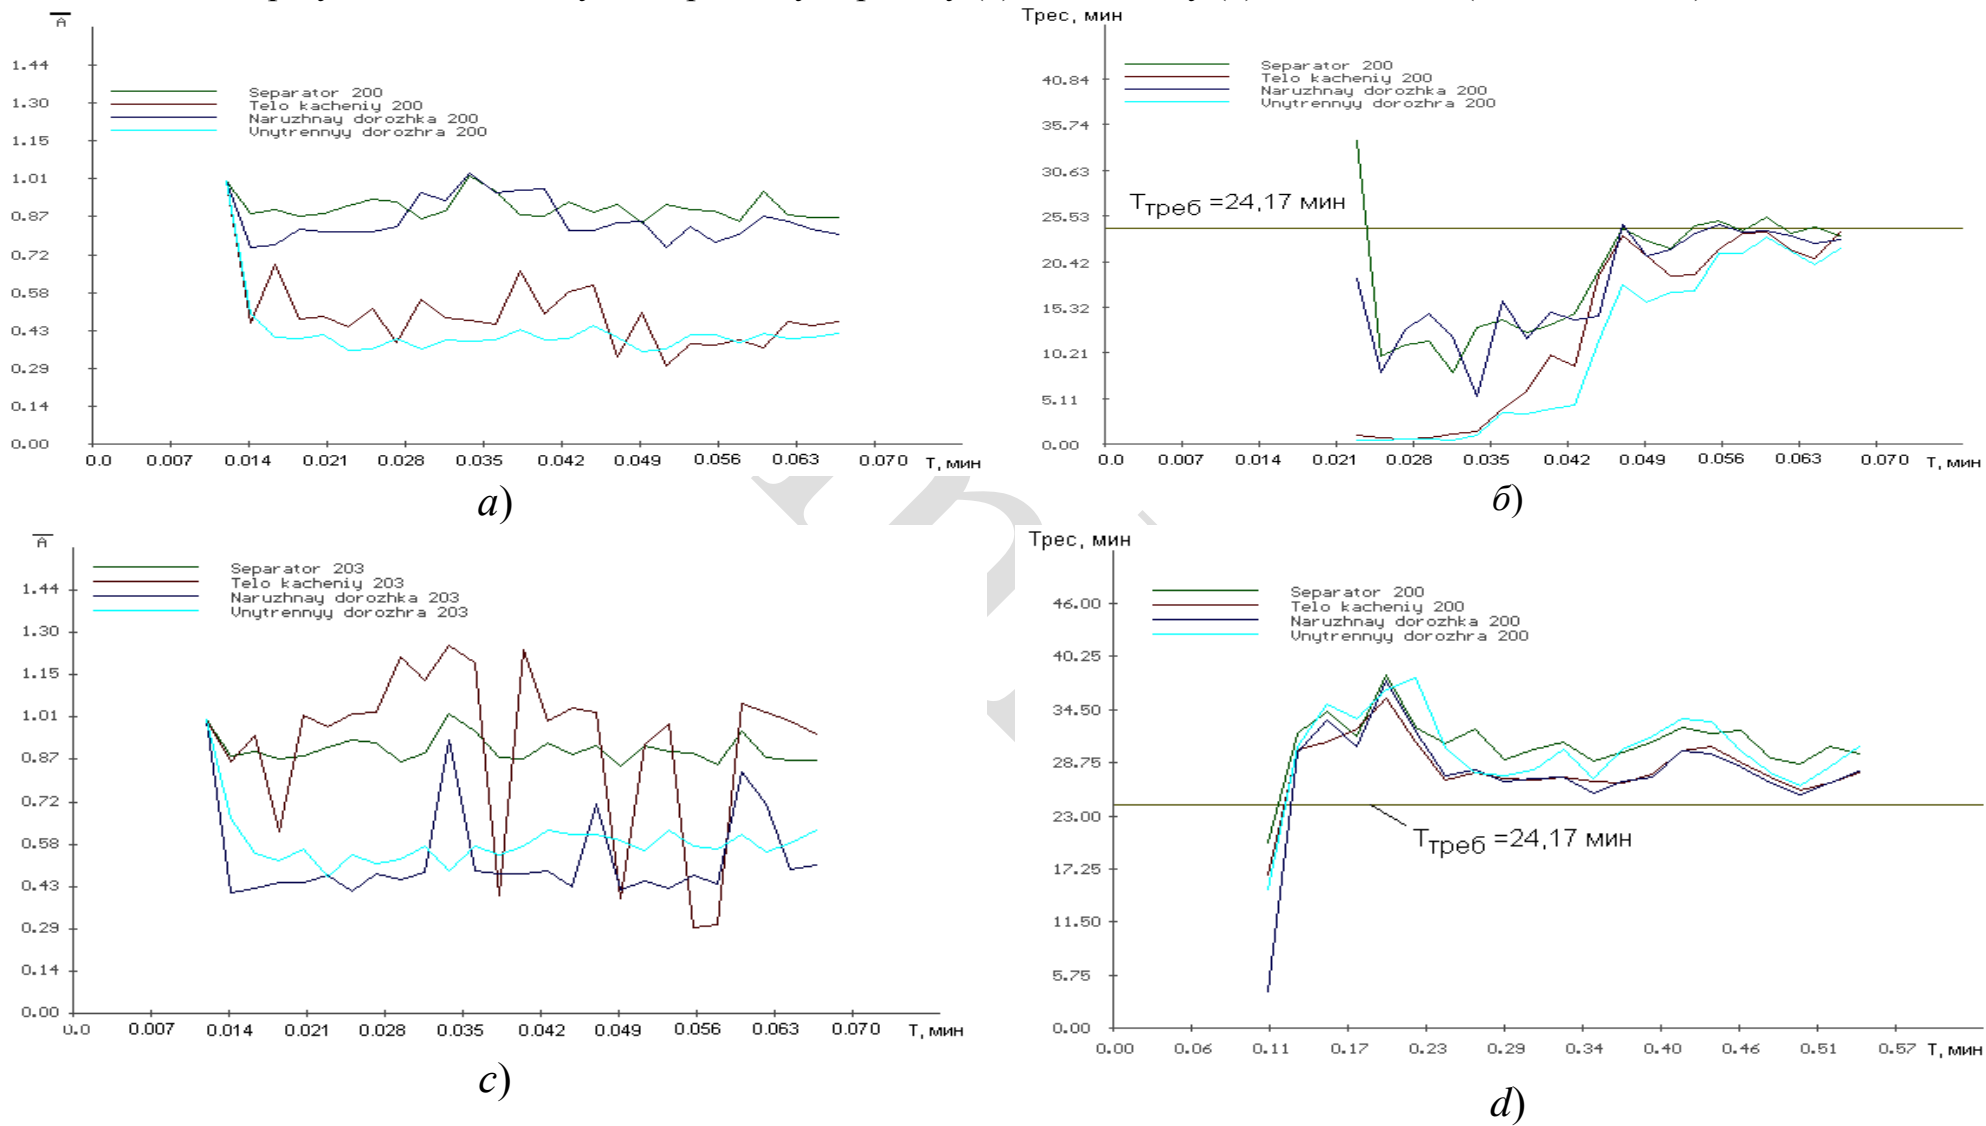 A
1.44
1.30
1.15
1.01
0.87
0.72
0.58
0.43
0.29
0.14
0.00
Separator 200
Telo kacheniy 200
Naruzhnay dorozhka 200
Vnytrennyy dorozhra 200
0.0 0.007 0.014 0.021 0.028 0.035 0.042 0.049 0.056 0.063 0.070 Т, мин
а)
Tрес, мин
40.84
35.74
30.63
25.53
20.42
15.32
10.21
5.11
0.00
Separator 200
Telo kacheniy 200
Naruzhnay dorozhka 200
Vnytrennyy dorozhra 200
Tтреб =24,17 мин
0.0 0.007 0.014 0.021 0.028 0.035 0.042 0.049 0.056 0.063 0.070 Т, мин
б)
A
1.44
1.30
1.15
1.01
0.87
0.72
0.58
0.43
0.29
0.14
0.00
Separator 203
Telo kacheniy 203
Naruzhnay dorozhka 203
Vnytrennyy dorozhra 203
0.0 0.007 0.014 0.021 0.028 0.035 0.042 0.049 0.056 0.063 0.070 Т, мин
c)
Tрес, мин
46.00
40.25
34.50
28.75
23.00
17.25
11.50
5.75
0.00
Separator 200
Telo kacheniy 200
Naruzhnay dorozhka 200
Vnytrennyy dorozhra 200
Tтреб =24,17 мин
0.00 0.06 0.11 0.17 0.23 0.29 0.34 0.40 0.46 0.51 0.57 Т, мин
d)